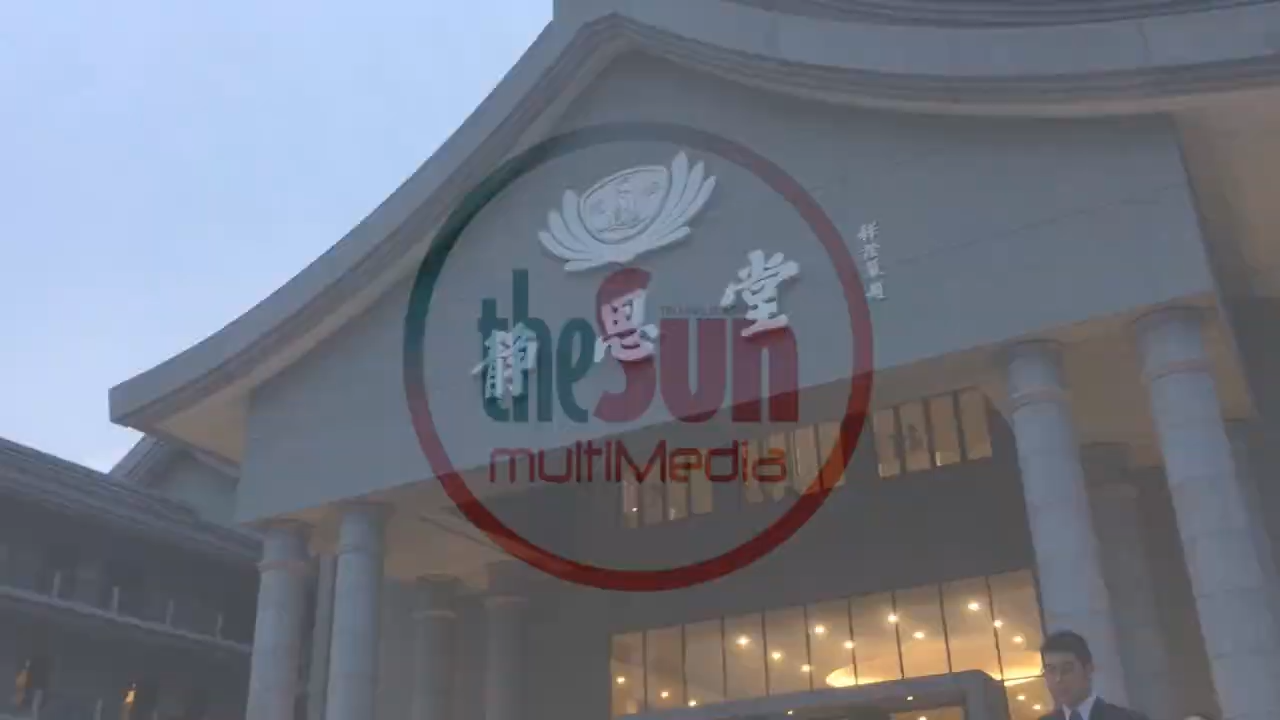 靜思堂
theSun
multiMedia